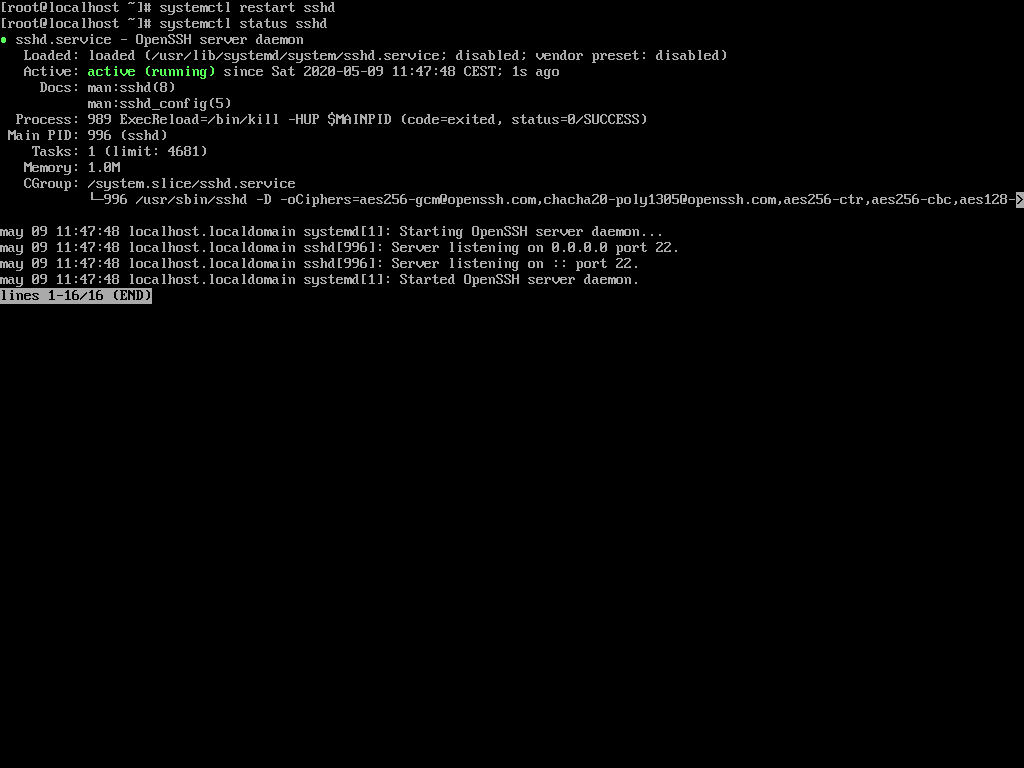 [root@localhost ~]# systemctl restart sshd
[root@localhost ~]# systemctl status sshd
● sshd.service - OpenSSH server daemon
   Loaded: loaded (/usr/lib/systemd/system/sshd.service; disabled; vendor preset: disabled)
   Active: active (running) since Sat 2020-05-09 11:47:48 CEST; 1s ago
     Docs: man:sshd(8)
           man:sshd_config(5)
  Process: 989 ExecReload=/bin/kill -HUP $MAINPID (code=exited, status=0/SUCCESS)
 Main PID: 996 (sshd)
    Tasks: 1 (limit: 4681)
   Memory: 1.0M
   CGroup: /system.slice/sshd.service
           └─996 /usr/sbin/sshd -D -oCiphers=aes256-gcm@openssh.com,chacha20-poly1305@openssh.com,aes256-ctr,aes256-cbc,aes128->

may 09 11:47:48 localhost.localdomain systemd[1]: Starting OpenSSH server daemon...
may 09 11:47:48 localhost.localdomain sshd[996]: Server listening on 0.0.0.0 port 22.
may 09 11:47:48 localhost.localdomain sshd[996]: Server listening on :: port 22.
may 09 11:47:48 localhost.localdomain systemd[1]: Started OpenSSH server daemon.
lines 1-16/16 (END)